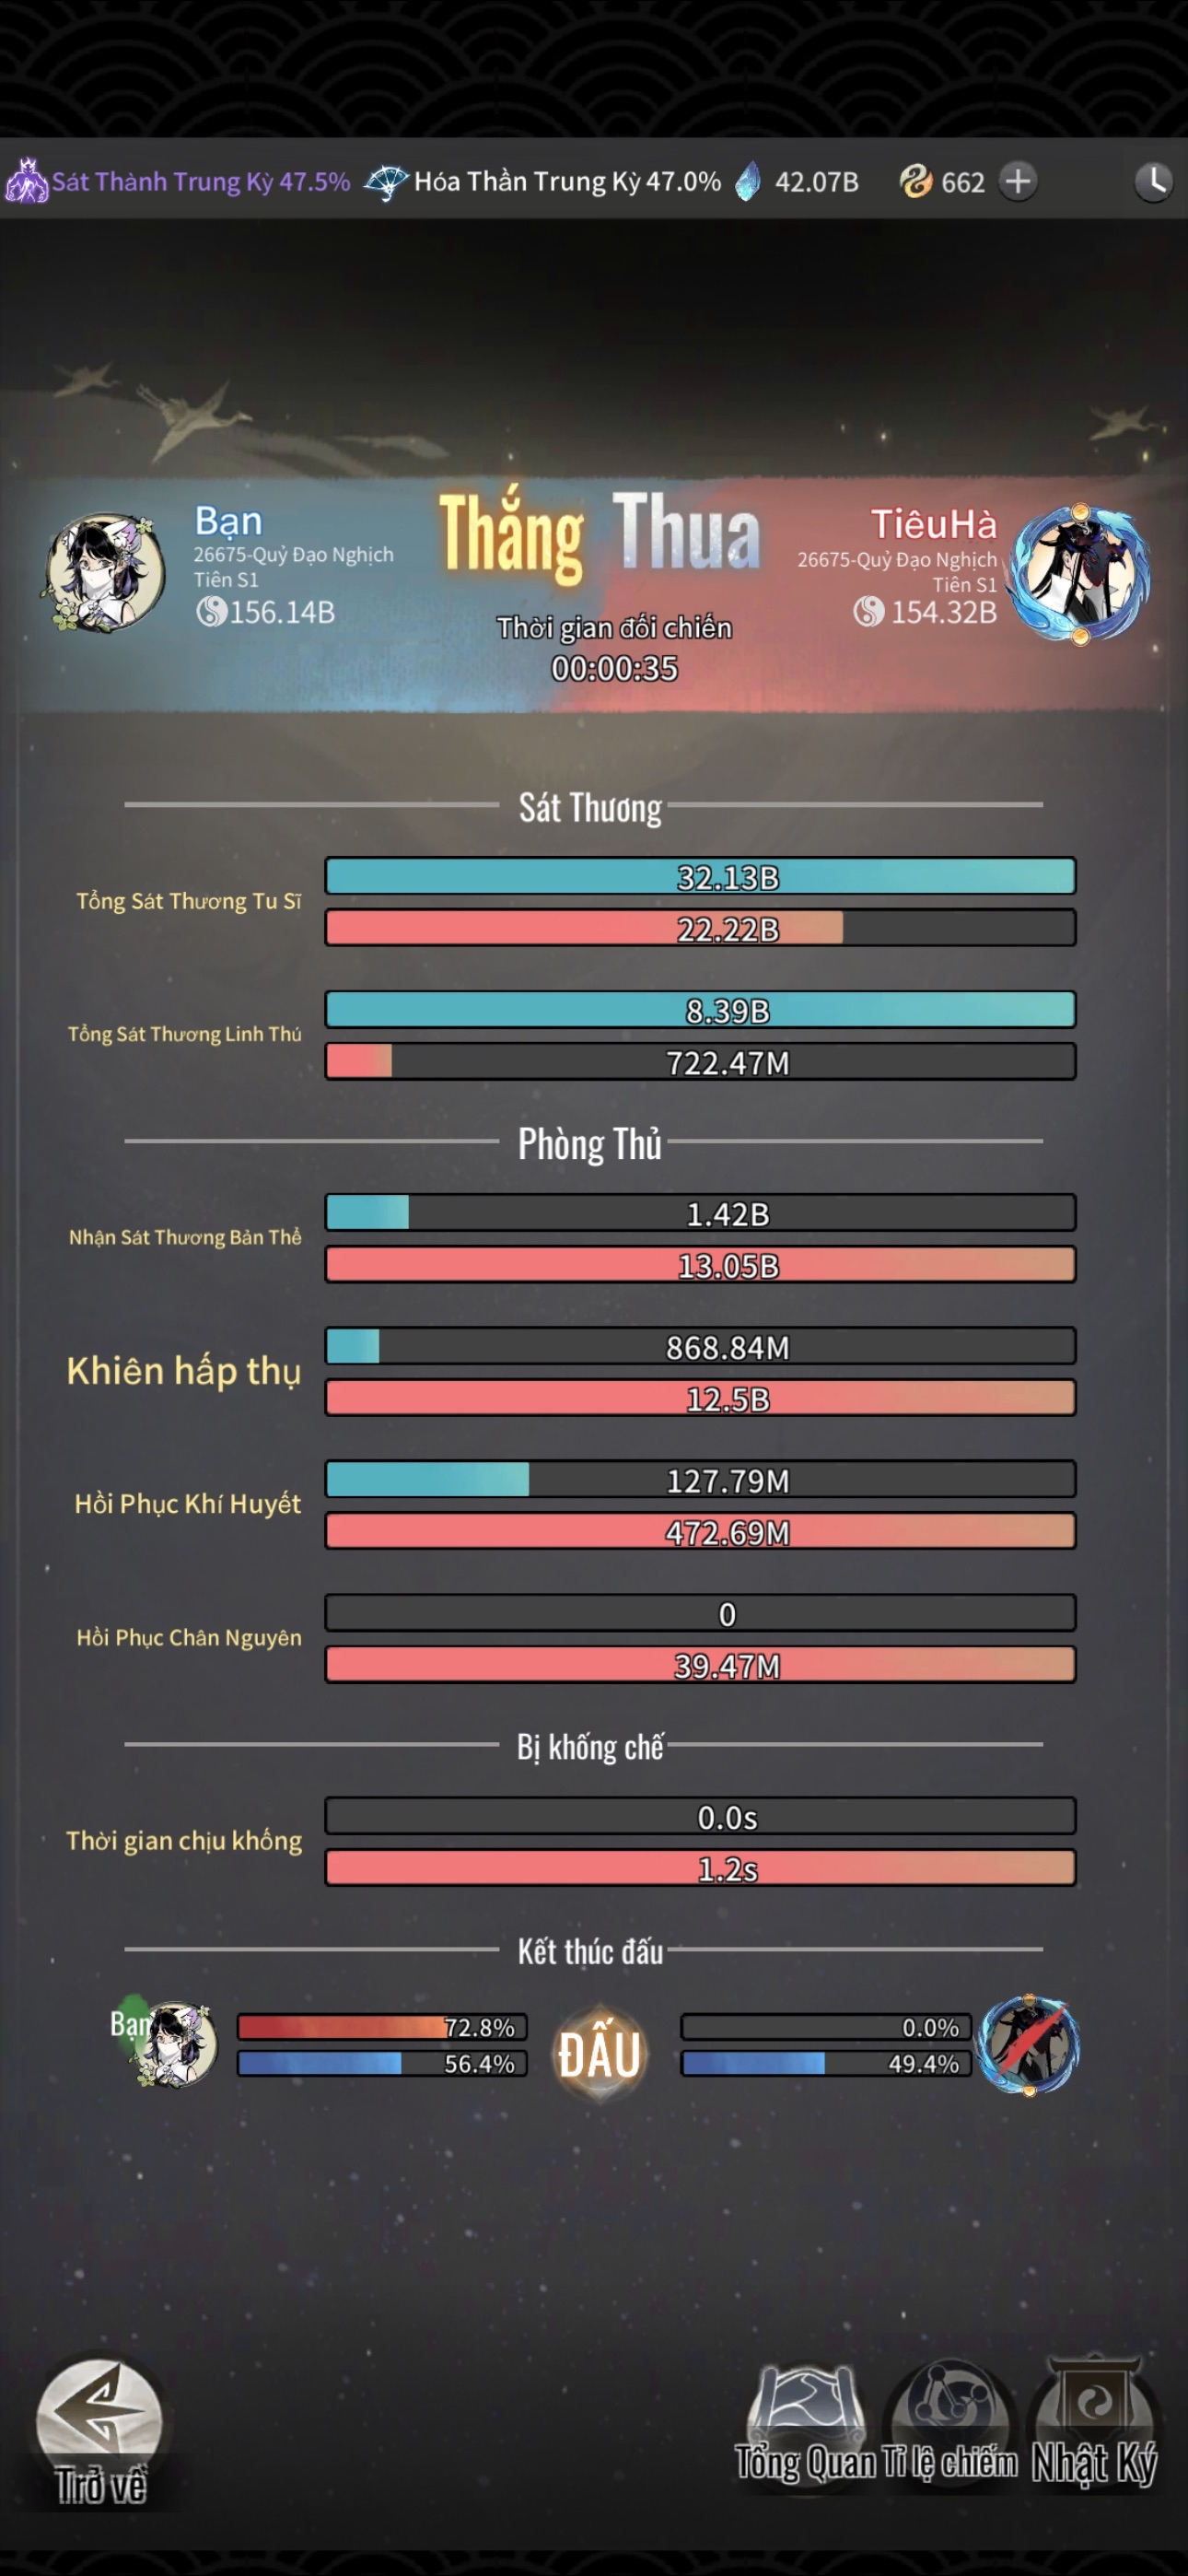 Sát Thành Trung Kỳ 47.5% Hóa Thần Trung Kỳ 47.0% 42.07B 662
Bạn
26675-Quỷ Đạo Nghịch
Tiên S1
156.14B
Thắng Thua
Thời gian đối chiến
00:00:35
TiêuHà
26675-Quỷ Đạo Nghịch
Tiên S1
154.32B
Sát Thương
Tổng Sát Thương Tu Sĩ
32.13B
22.22B
Tổng Sát Thương Linh Thú
8.39B
722.47M
Phòng Thủ
Nhận Sát Thương Bản Thể
1.42B
13.05B
Khiên hấp thụ
868.84M
12.5B
Hồi Phục Khí Huyết
127.79M
472.69M
Hồi Phục Chân Nguyên
0
39.47M
Bị khống chế
Thời gian chịu khống
0.0s
1.2s
Kết thúc đấu
Bạn
72.8%
56.4%
ĐẤU
0.0%
49.4%
Trở về
Tổng Quan Tỉ lệ chiếm Nhật Ký